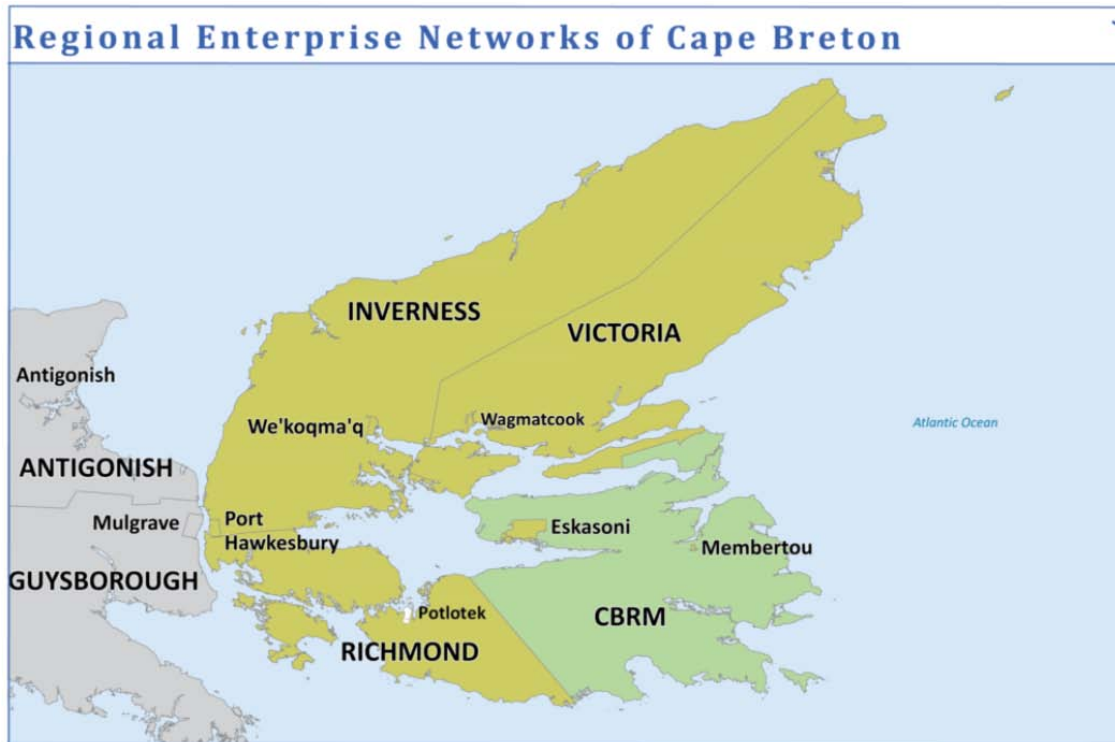 Regional Enterprise Networks of Cape Breton
INVERNESS
VICTORIA
Antigonish
We'koqma'q
Wagmatcook
Atlantic Ocean
ANTIGONISH
Mulgrave
Port
Hawkesbury
Eskasoni
Membertou
GUYSBOROUGH
Potlotek
CBRM
RICHMOND